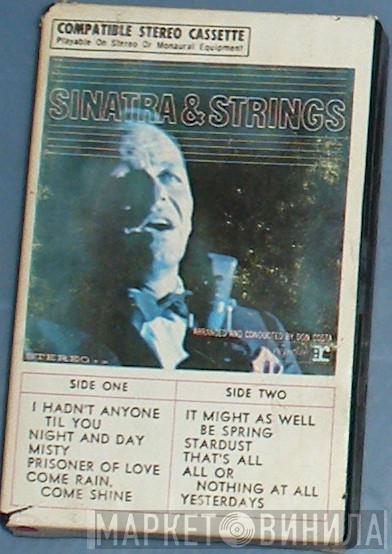 COMPATIBLE STEREO CASSETTE
Playable On Stereo Or Monaural Equipment
SINATRA & STRINGS
ARRANGED AND CONDUCTED BY DON COSTA
STEREO
SIDE ONE
I HADN'T ANYONE
TIL YOU
NIGHT AND DAY
MISTY
PRISONER OF LOVE
COME RAIN,
COME SHINE
SIDE TWO
IT MIGHT AS WELL
BE SPRING
STARDUST
THAT'S ALL
ALL OR
NOTHING AT ALL
YESTERDAYS
МАРКЕТ ВИНИЛА